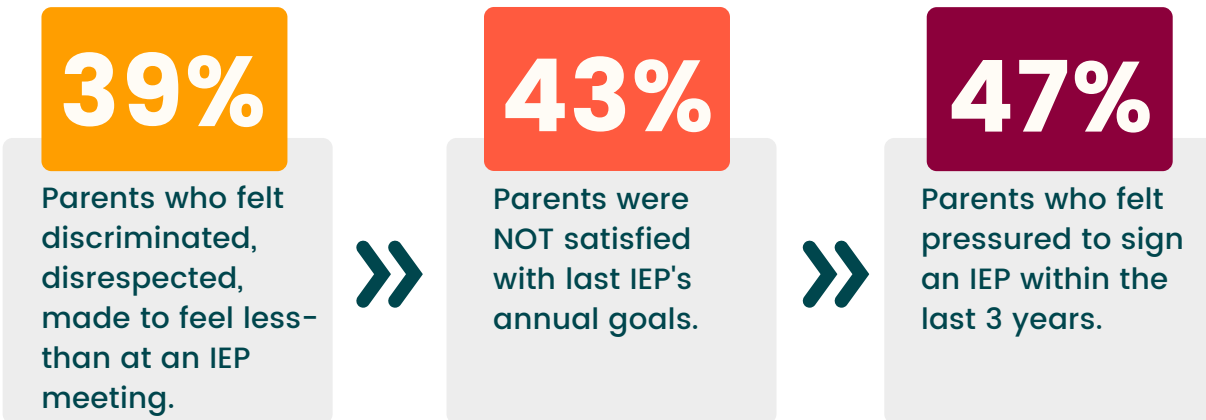 39%
Parents who felt
discriminated,
disrespected,
made to feel less-
than at an IEP
meeting.
43%
Parents were
NOT satisfied
with last IEP's
annual goals.
47%
Parents who felt
pressured to sign
an IEP within the
last 3 years.